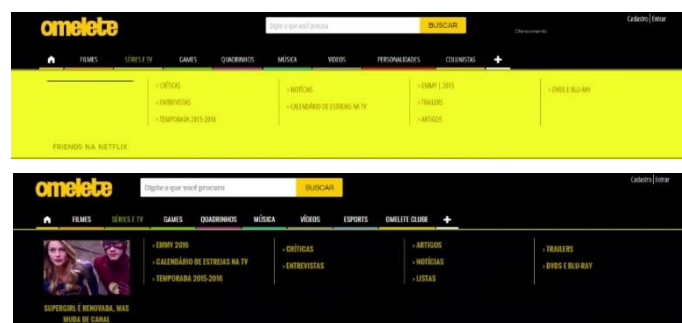 omelete
Digite o que você procura
BUSCAR
Oferecimento
Cadastro | Entrar
FILMES SÉRIES E TV GAMES QUADRINHOS MÚSICA VIDEOS PERSONALIDADES COLUNISTAS +
› CRÍTICAS
› ENTREVISTAS
› TEMPORADA 2015-2016
› NOTÍCIAS
› CALENDÁRIO DE ESTREIAS NA TV
› EMMY | 2015
› TRAILERS
› ARTIGOS
› DVDS E BLU-RAY
FRIENDS NA NETFLIX
omelete
Digite o que você procura
BUSCAR
Cadastro | Entrar
FILMES SÉRIES E TV GAMES QUADRINHOS MÚSICA VÍDEOS ESPORTS OMELETE CLUBE +
› EMMY 2016
› CALENDÁRIO DE ESTREIAS NA TV
› TEMPORADA 2015-2016
› CRÍTICAS
› ENTREVISTAS
› ARTIGOS
› NOTÍCIAS
› LISTAS
› TRAILERS
› DVDS E BLU-RAY
SUPERGIRL É RENOVADA, MAS
MUDA DE CANAL